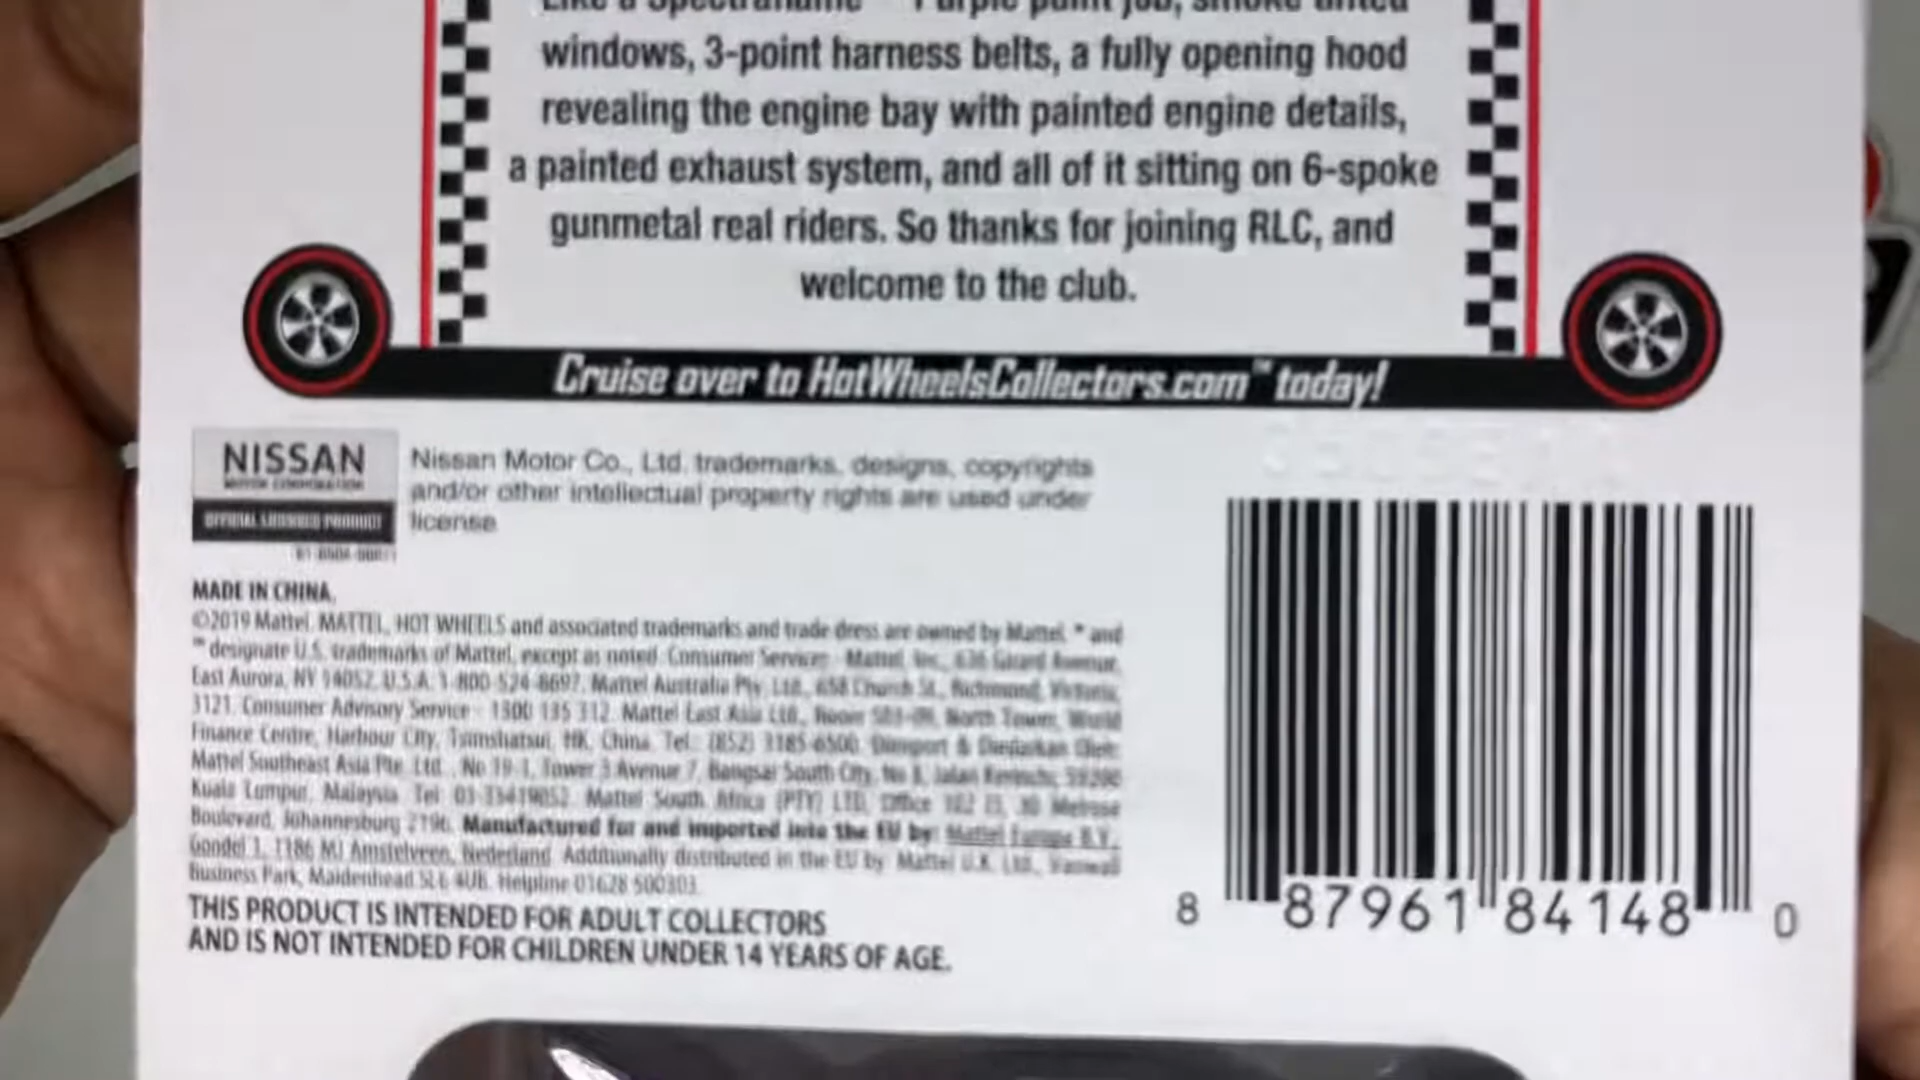 Like a Spectraflame™ Purple paint job, smoke tinted
windows, 3-point harness belts, a fully opening hood
revealing the engine bay with painted engine details,
a painted exhaust system, and all of it sitting on 6-spoke
gunmetal real riders. So thanks for joining RLC, and
welcome to the club.
Cruise over to HotWheelsCollectors.com™ today!
NISSAN
MOTOR CORPORATION
OFFICIAL LICENSED PRODUCT
Nissan Motor Co., Ltd. trademarks, designs, copyrights
and/or other intellectual property rights are used under
license
MADE IN CHINA.
©2019 Mattel. MATTEL, HOT WHEELS and associated trademarks and trade dress are owned by Mattel. ® and
™ designate U.S. trademarks of Mattel, except as noted. Consumer Services: Mattel, Inc., 636 Girard Avenue,
East Aurora, NY 14052, U.S.A. 1-800-524-8697. Mattel Australia Pty. Ltd., 658 Church St., Richmond, Victoria,
3121. Consumer Advisory Service - 1300 135 312. Mattel East Asia Ltd., Room North Tower, World
Finance Centre, Harbour City, Tsimshatsui, HK, China. Tel.: (852) 3185-6500. Diimport & Diedarkan Oleh:
Mattel Southeast Asia Pte. Ltd., No 19-1, Tower 3 Avenue 7, Bangsar South City, No 8, Jalan Kerinchi, 59200
Kuala Lumpur, Malaysia. Tel: Mattel South Africa (PTY) LTD, Office 102 30 Melrose
Boulevard, Johannesburg 2196. Manufactured for and imported into the EU by: Mattel Europa B.V.,
Gondel 1, 1186 MJ Amstelveen, Nederland. Additionally distributed in the EU by: Mattel U.K. Ltd., Vanwall
Business Park, Maidenhead SL6 4UB. Helpline 01628 500303.
THIS PRODUCT IS INTENDED FOR ADULT COLLECTORS
AND IS NOT INTENDED FOR CHILDREN UNDER 14 YEARS OF AGE.
8 87961 84148 0